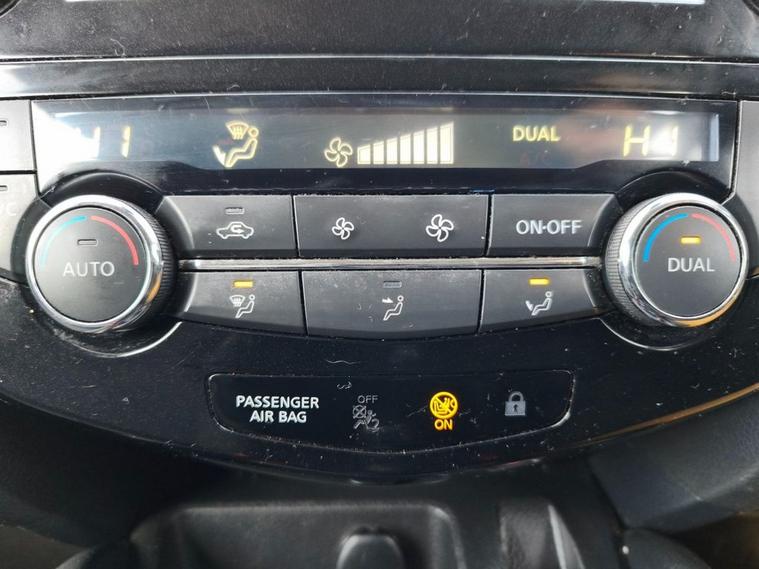 DUAL
ON·OFF
AUTO
DUAL
PASSENGER
AIR BAG
OFF
ON